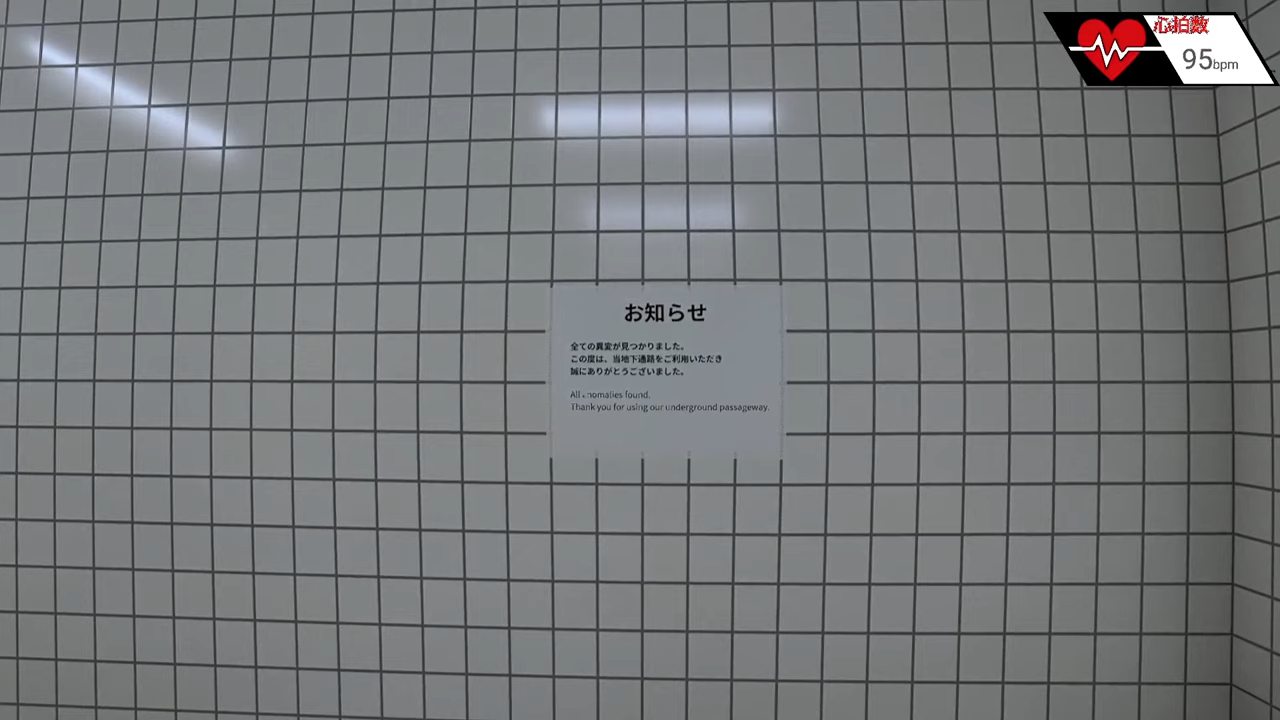 心拍数
95bpm
お知らせ
全ての異変が見つかりました。
この度は、当地下通路をご利用いただき
誠にありがとうございました。
All anomalies found.
Thank you for using our underground passageway.